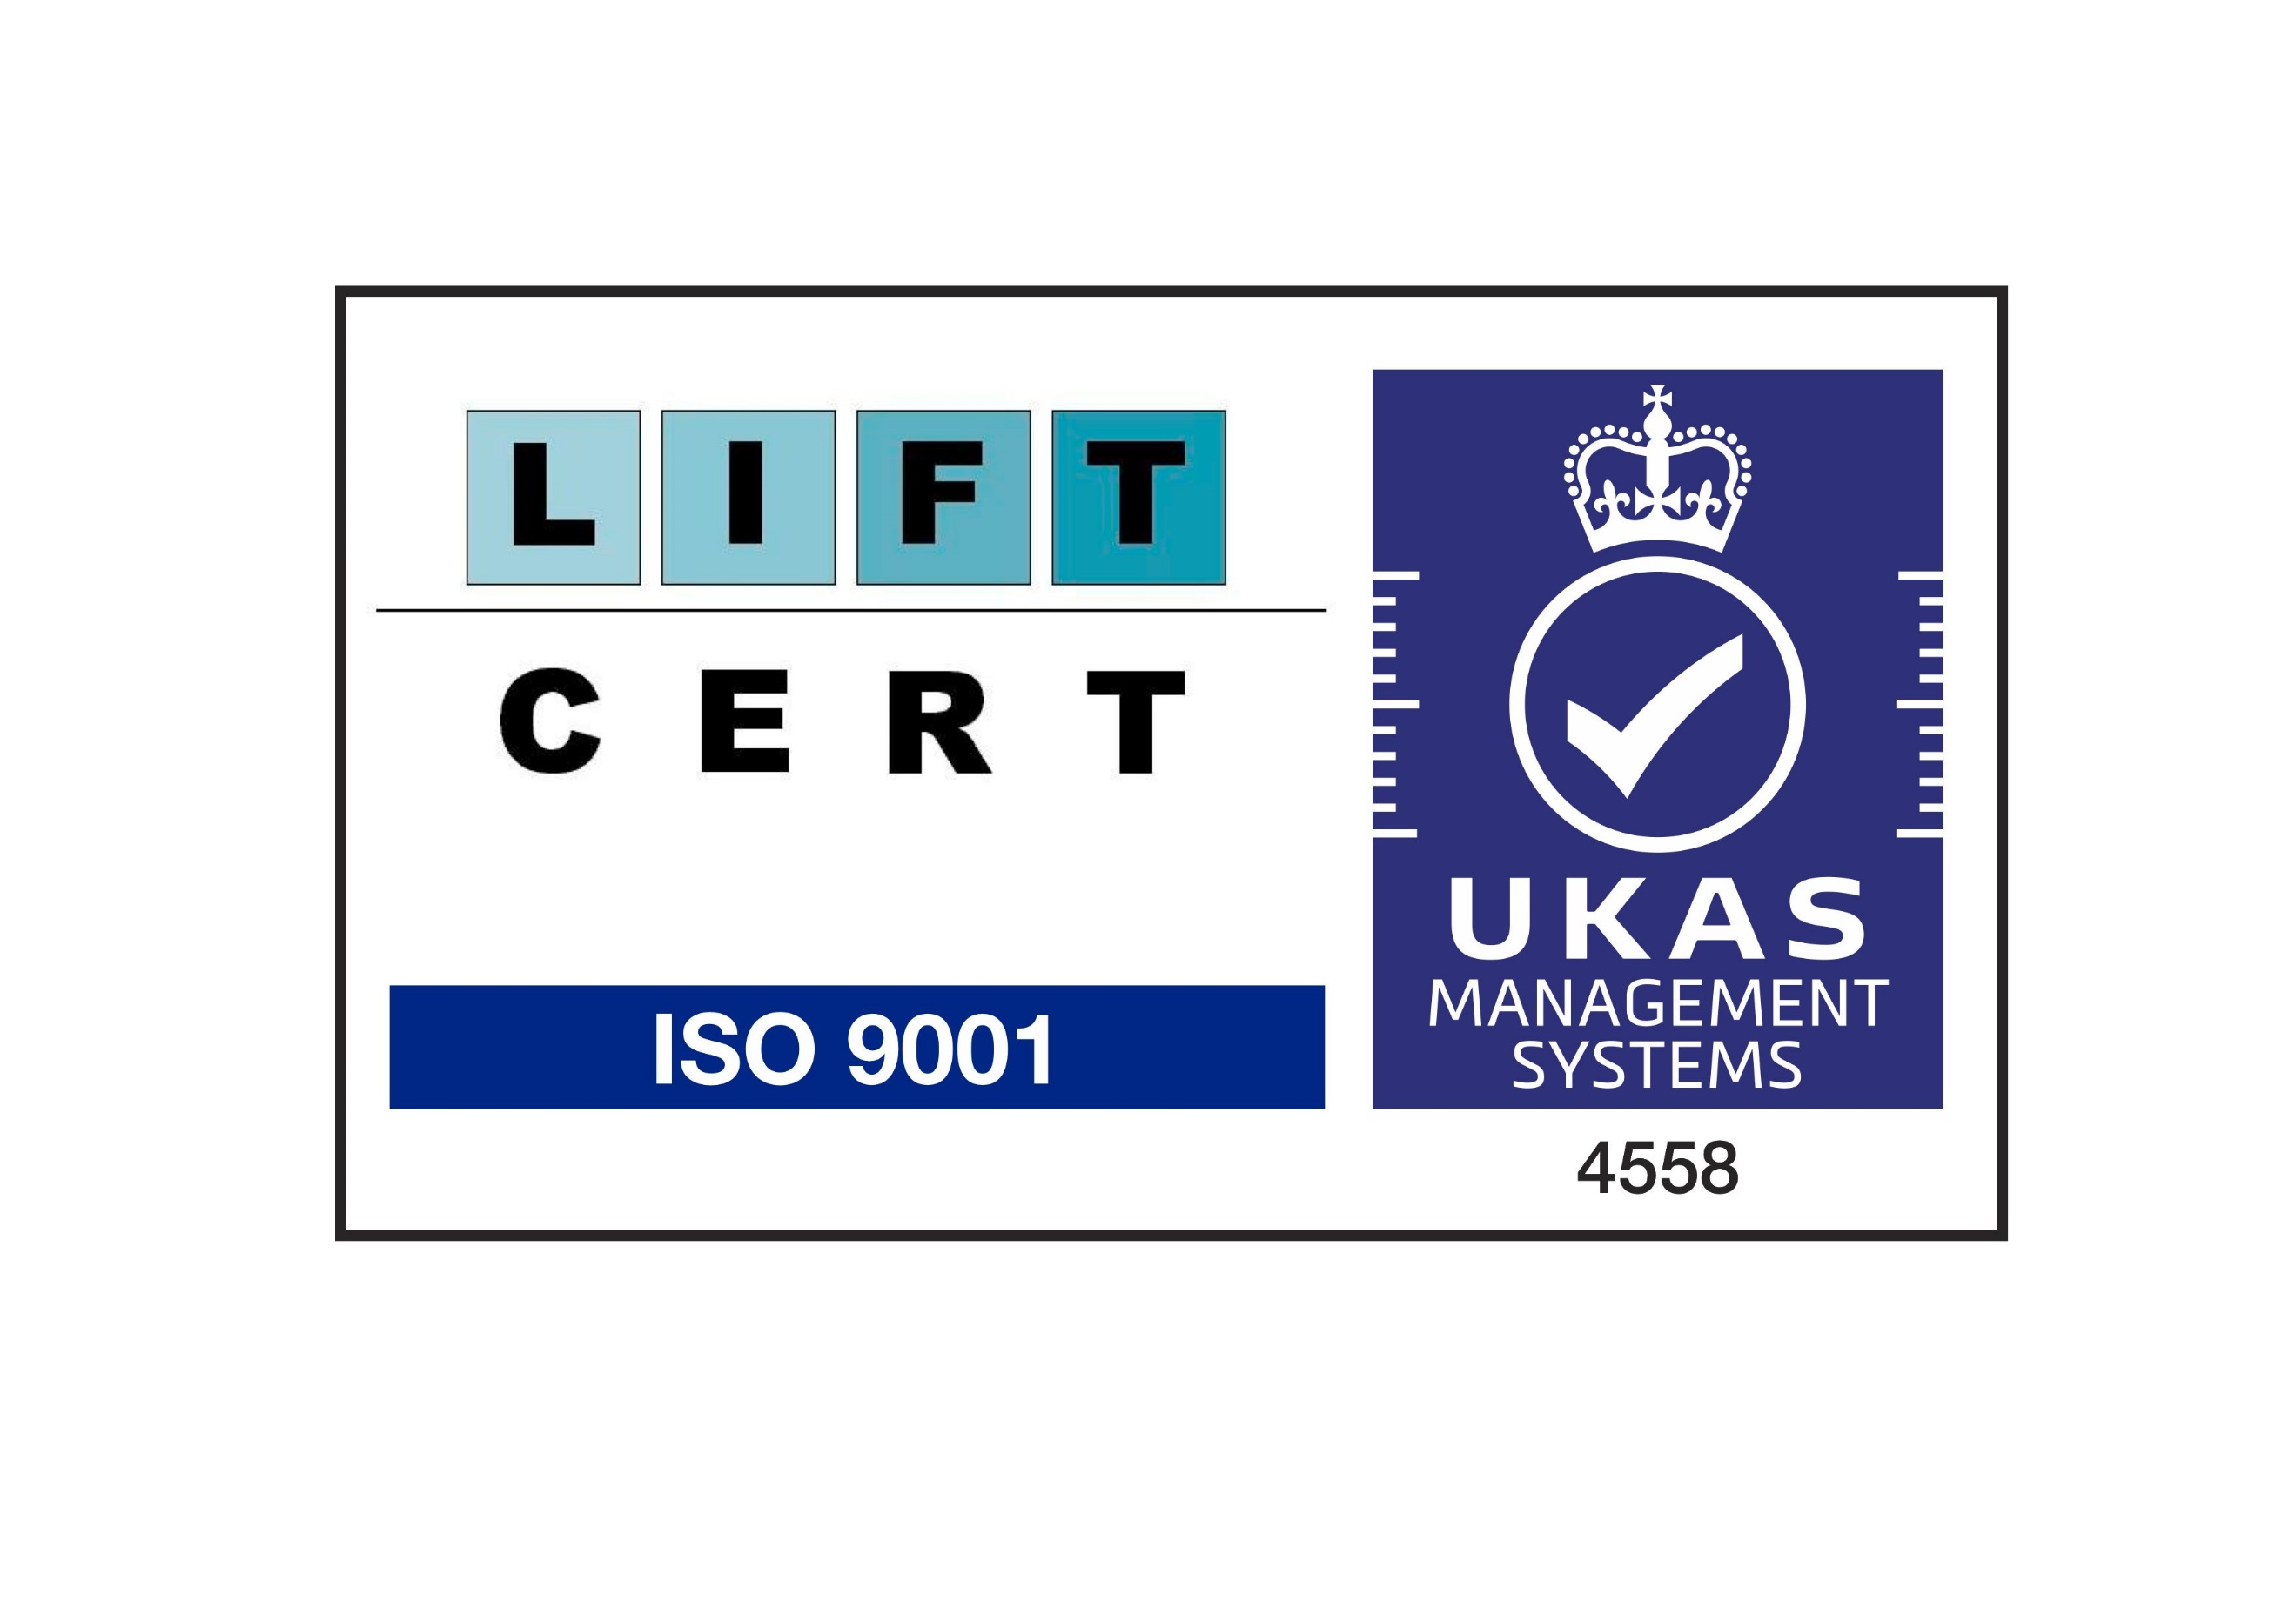 LIFT
CERT
ISO 9001
UKAS
MANAGEMENT
SYSTEMS
4558